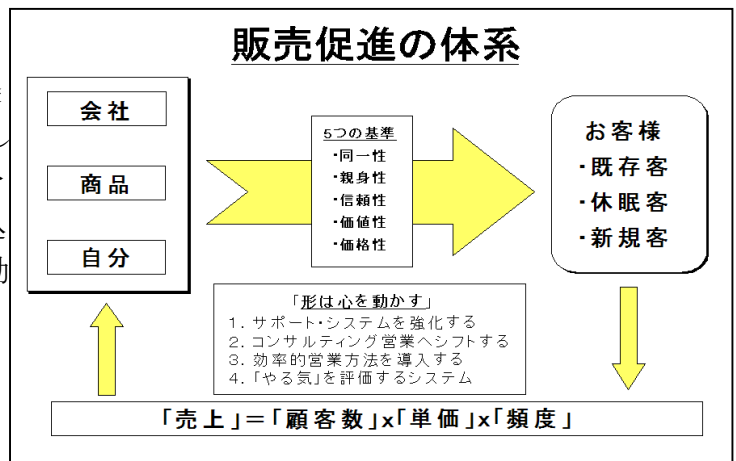 販売促進の体系
会社
商品
自分
5つの基準
・同一性
・親身性
・信頼性
・価値性
・価格性
お客様
・既存客
・休眠客
・新規客
「形は心を動かす」
1. サポート・システムを強化する
2. コンサルティング営業へシフトする
3. 効率的営業方法を導入する
4. 「やる気」を評価するシステム
「売上」=「顧客数」x「単価」x「頻度」